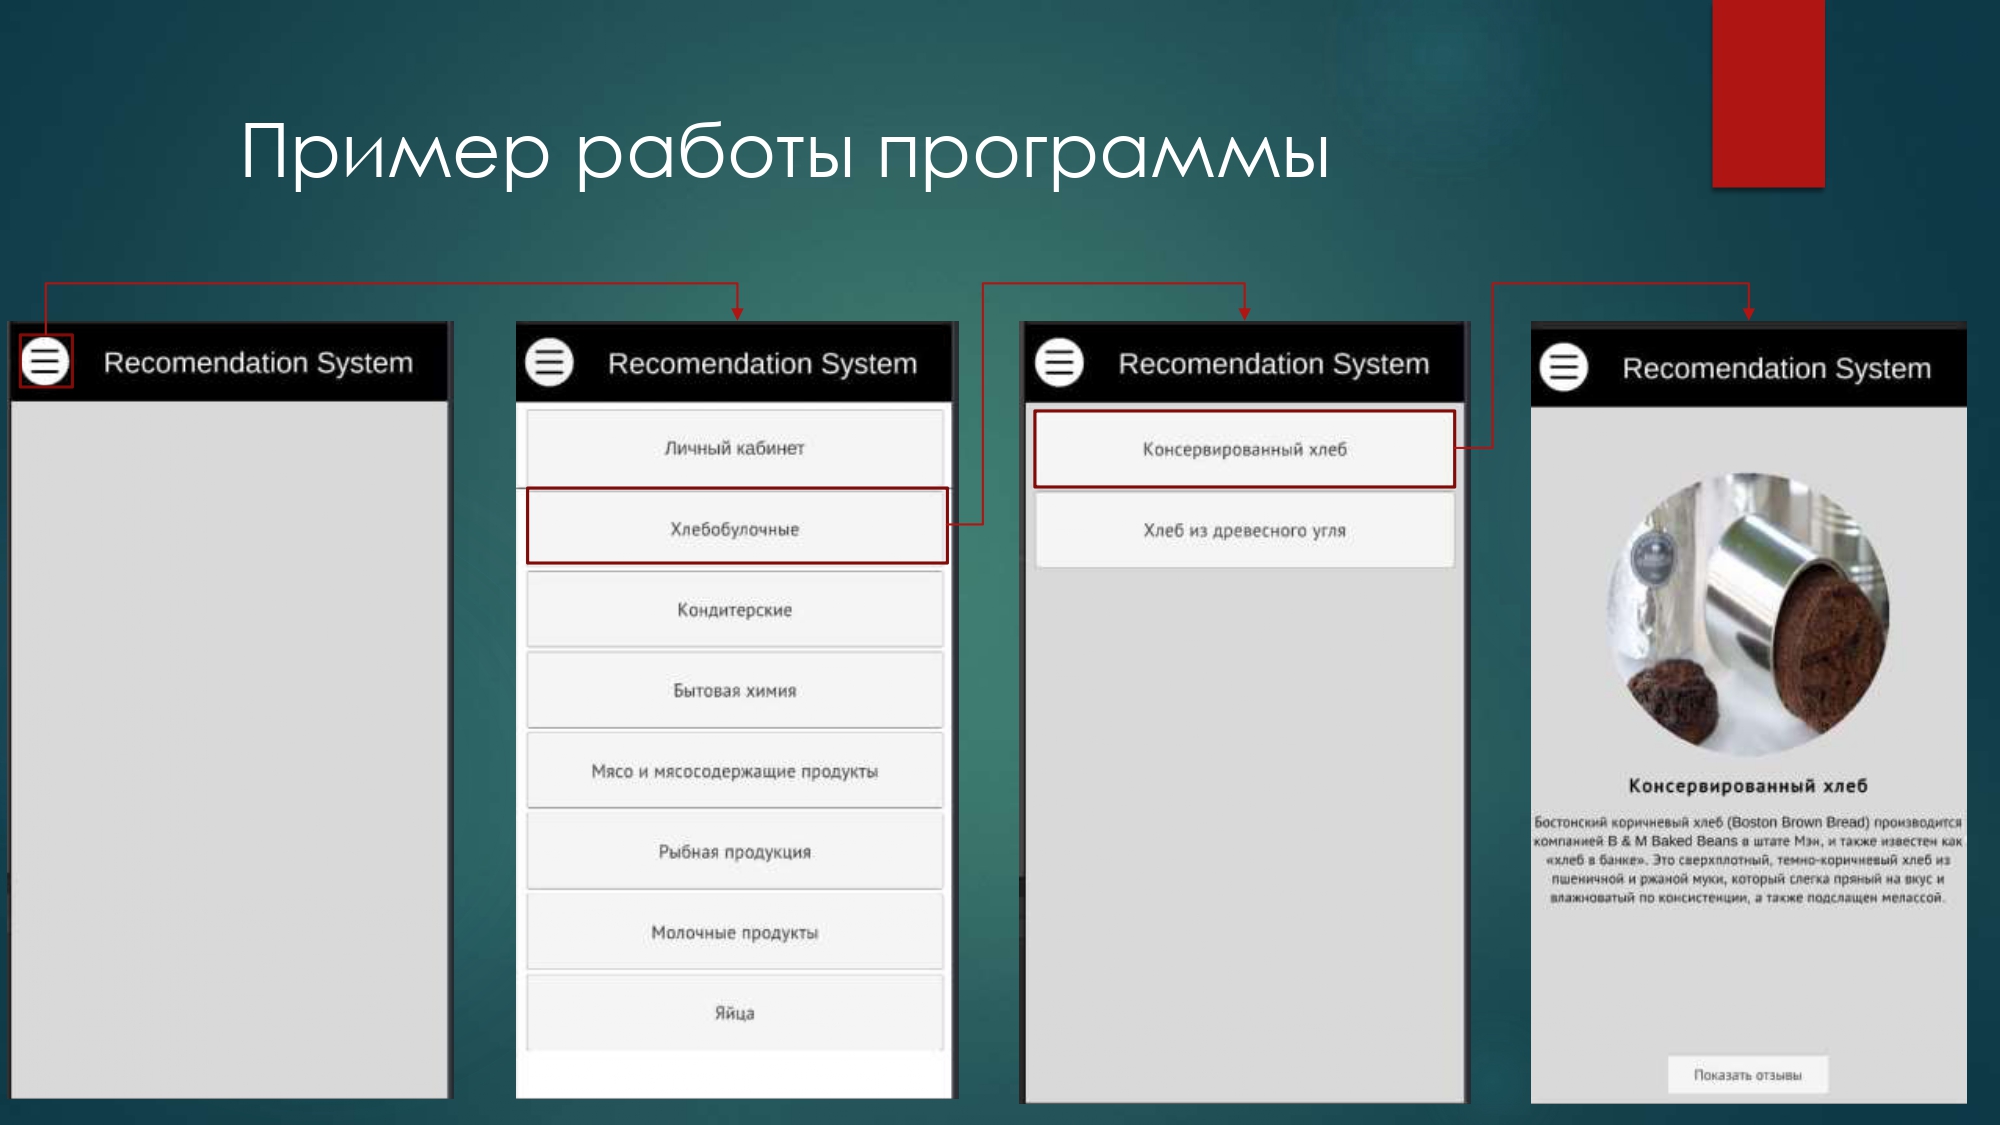 Пример работы программы
Recomendation System
Recomendation System
Личный кабинет
Хлебобулочные
Кондитерские
Бытовая химия
Мясо и мясосодержащие продукты
Рыбная продукция
Молочные продукты
Яйца
Recomendation System
Консервированный хлеб
Хлеб из древесного угля
Recomendation System
Консервированный хлеб
Бостонский коричневый хлеб (Boston Brown Bread) производится
компанией B & M Baked Beans в штате Мэн, и также известен как
«хлеб в банке». Это сверхплотный, темно-коричневый хлеб из
пшеничной и ржаной муки, который слегка пряный на вкус и
влажноватый по консистенции, а также подслащен мелассой.
Показать отзывы